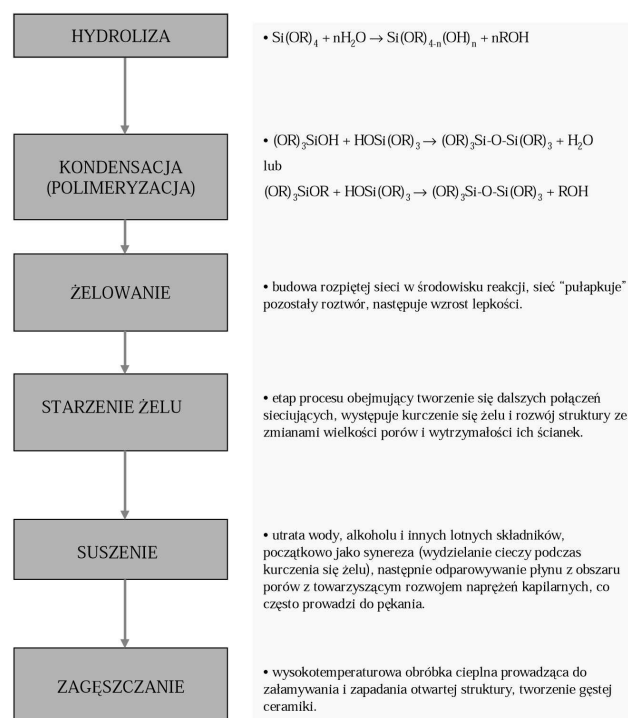 HYDROLIZA
• Si(OR)₄ + nH₂O → Si(OR)₄₋ₙ(OH)ₙ + nROH
KONDENSACJA
(POLIMERYZACJA)
• (OR)₃SiOH + HOSi(OR)₃ → (OR)₃Si-O-Si(OR)₃ + H₂O
lub
(OR)₃SiOR + HOSi(OR)₃ → (OR)₃Si-O-Si(OR)₃ + ROH
ŻELOWANIE
• budowa rozpiętej sieci w środowisku reakcji, sieć "pułapkuje"
pozostały roztwór, następuje wzrost lepkości.
STARZENIE ŻELU
• etap procesu obejmujący tworzenie się dalszych połączeń
sieciujących, występuje kurczenie się żelu i rozwój struktury ze
zmianami wielkości porów i wytrzymałości ich ścianek.
SUSZENIE
• utrata wody, alkoholu i innych lotnych składników,
początkowo jako synereza (wydzielanie cieczy podczas
kurczenia się żelu), następnie odparowywanie płynu z obszaru
porów z towarzyszącym rozwojem naprężeń kapilarnych, co
często prowadzi do pękania.
ZAGĘSZCZANIE
• wysokotemperaturowa obróbka cieplna prowadząca do
załamywania i zapadania otwartej struktury, tworzenie gęstej
ceramiki.